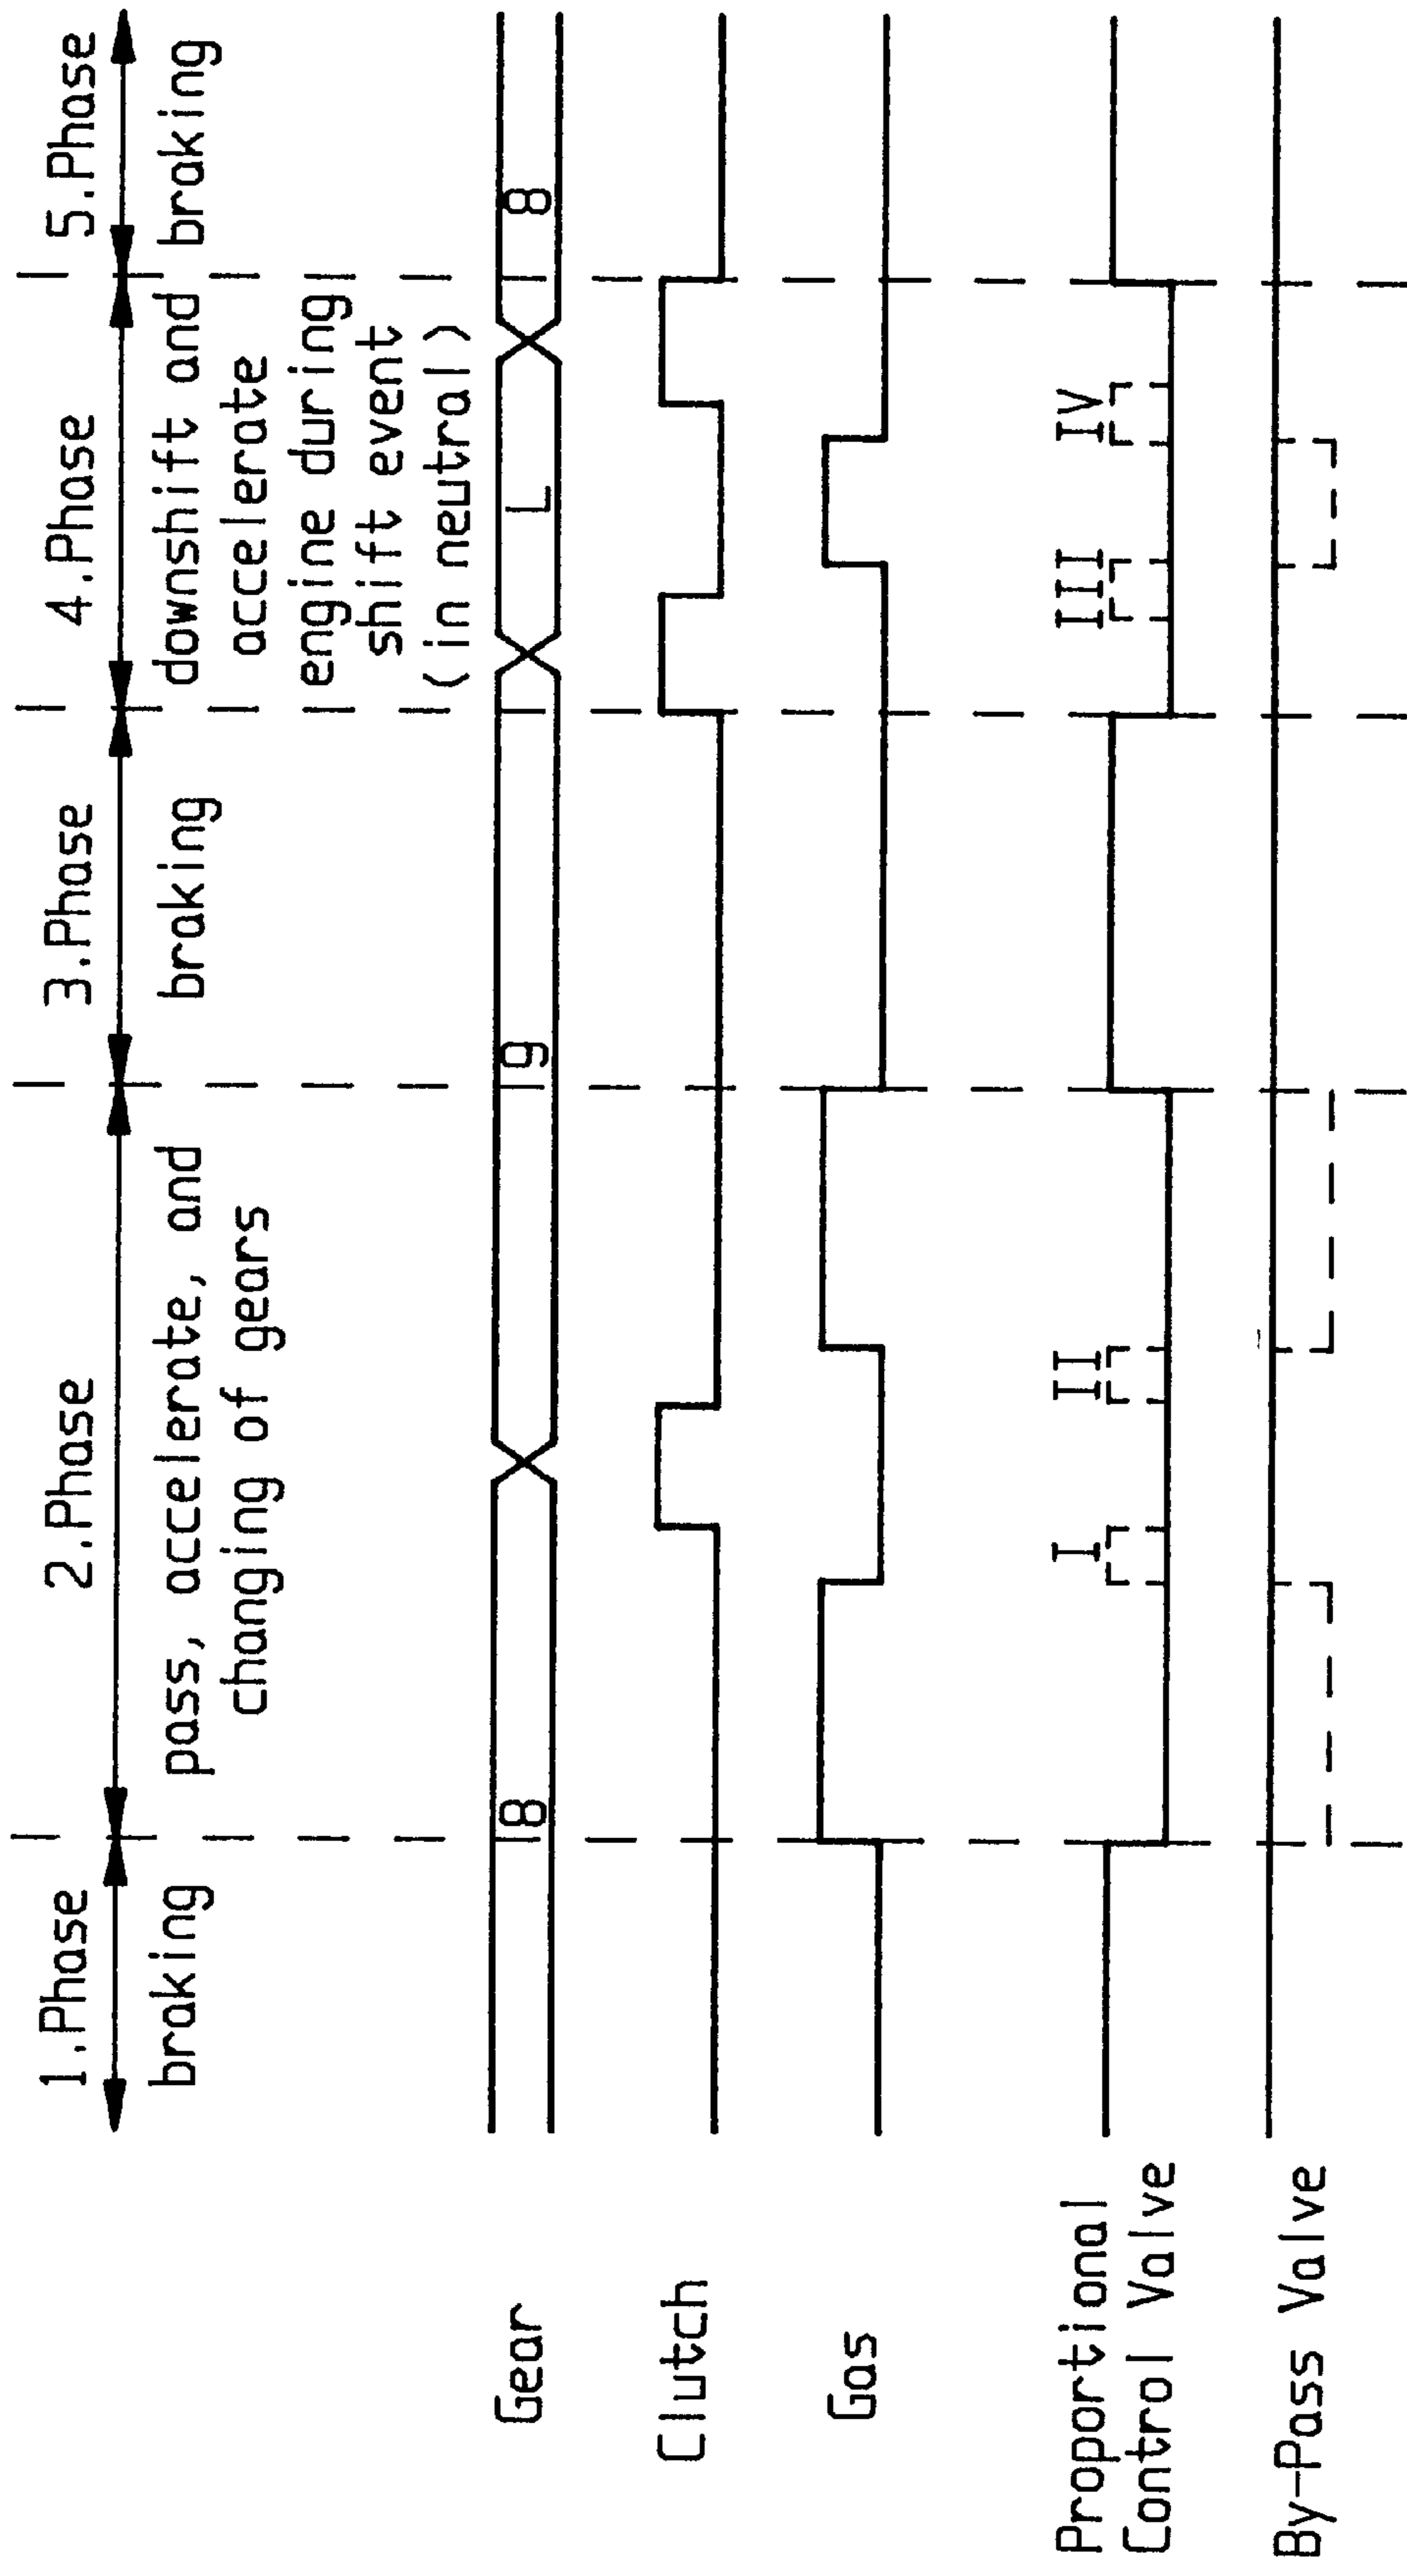 1.Phase
braking
2.Phase
pass, accelerate, and
changing of gears
3.Phase
braking
4.Phase
downshift and
accelerate
engine during
shift event
(in neutral)
5.Phase
braking
Gear
8
9
L
8
Clutch
Gas
Proportional
Control Valve
I
II
III
IV
By-Pass Valve